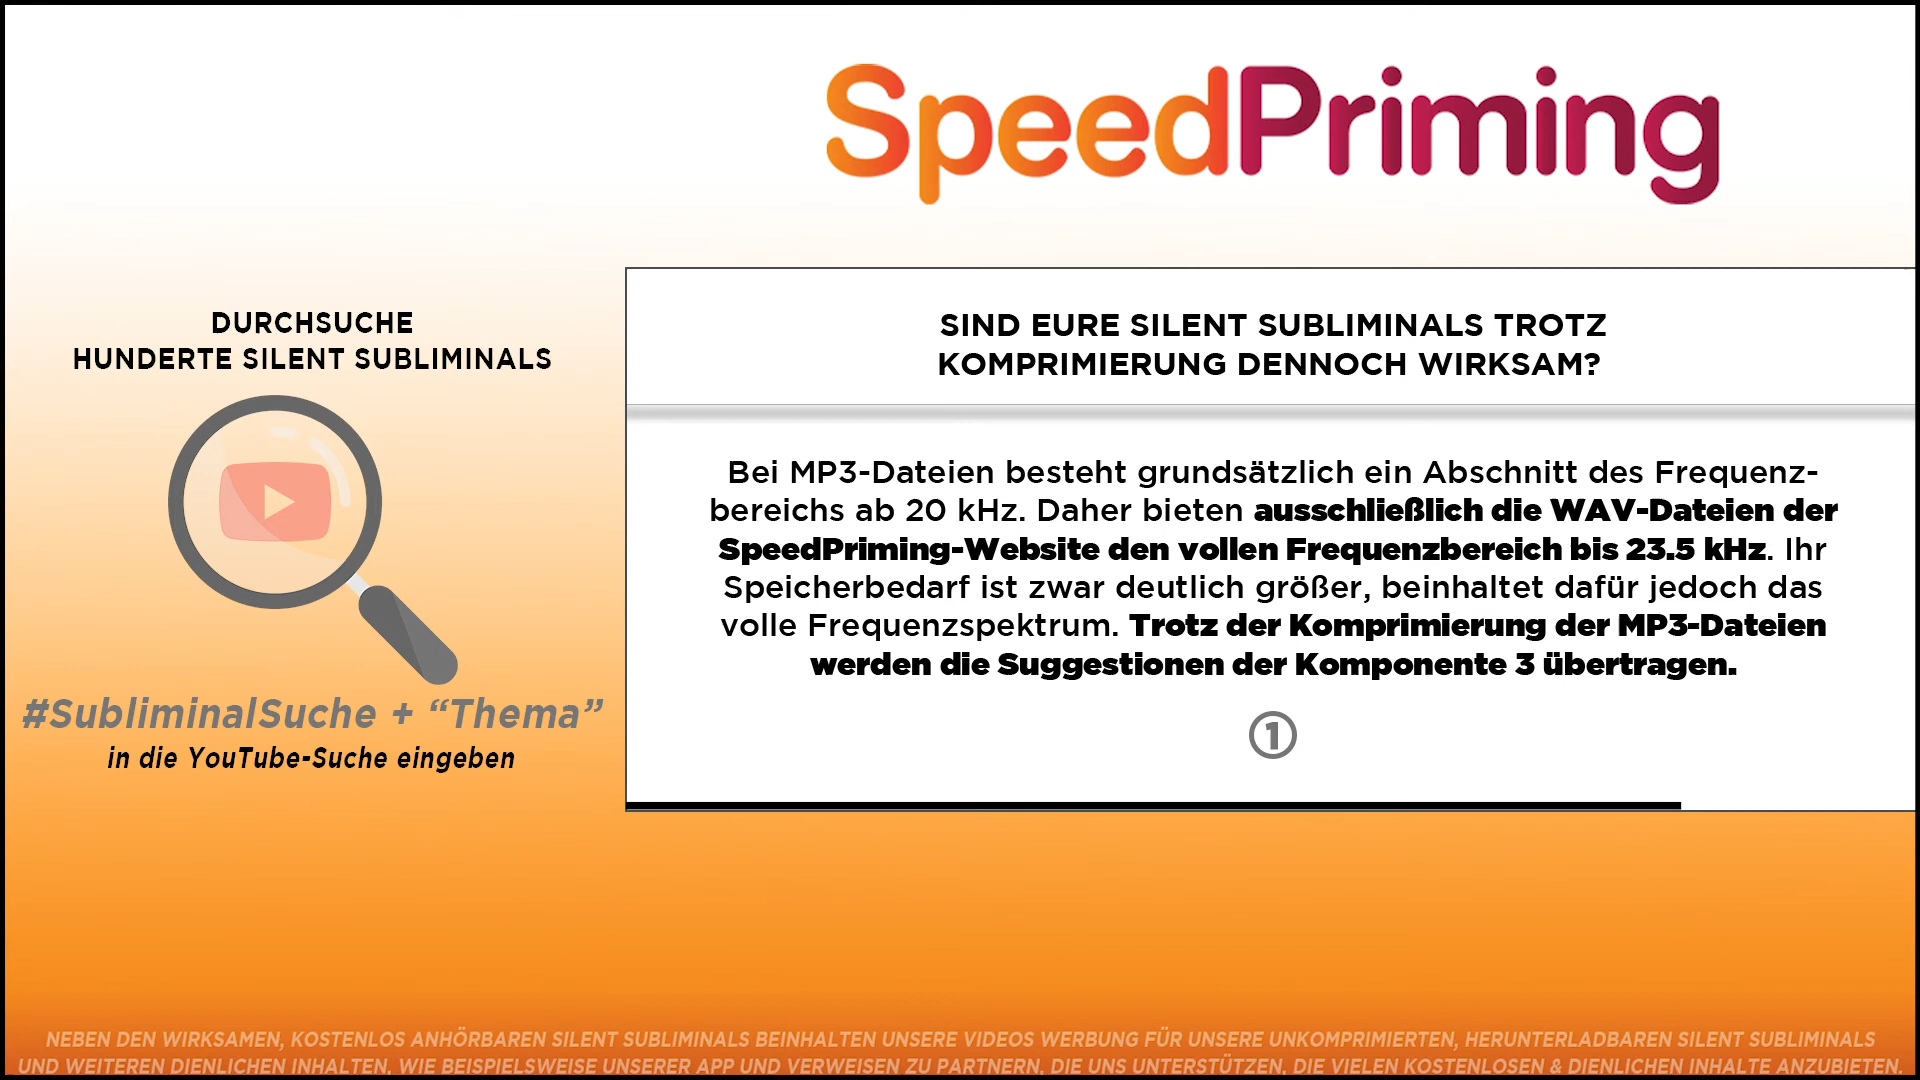 SpeedPriming
DURCHSUCHE
HUNDERTE SILENT SUBLIMINALS
#SubliminalSuche + “Thema”
in die YouTube-Suche eingeben
SIND EURE SILENT SUBLIMINALS TROTZ
KOMPRIMIERUNG DENNOCH WIRKSAM?
Bei MP3-Dateien besteht grundsätzlich ein Abschnitt des Frequenz-
bereichs ab 20 kHz. Daher bieten ausschließlich die WAV-Dateien der
SpeedPriming-Website den vollen Frequenzbereich bis 23.5 kHz. Ihr
Speicherbedarf ist zwar deutlich größer, beinhaltet dafür jedoch das
volle Frequenzspektrum. Trotz der Komprimierung der MP3-Dateien
werden die Suggestionen der Komponente 3 übertragen.
1
NEBEN DEN WIRKSAMEN, KOSTENLOS ANHÖRBAREN SILENT SUBLIMINALS BEINHALTEN UNSERE VIDEOS WERBUNG FÜR UNSERE UNKOMPRIMIERTEN, HERUNTERLADBAREN SILENT SUBLIMINALS
UND WEITEREN DIENLICHEN INHALTEN, WIE BEISPIELSWEISE UNSERER APP UND VERWEISEN ZU PARTNERN, DIE UNS UNTERSTÜTZEN, DIE VIELEN KOSTENLOSEN & DIENLICHEN INHALTE ANZUBIETEN.